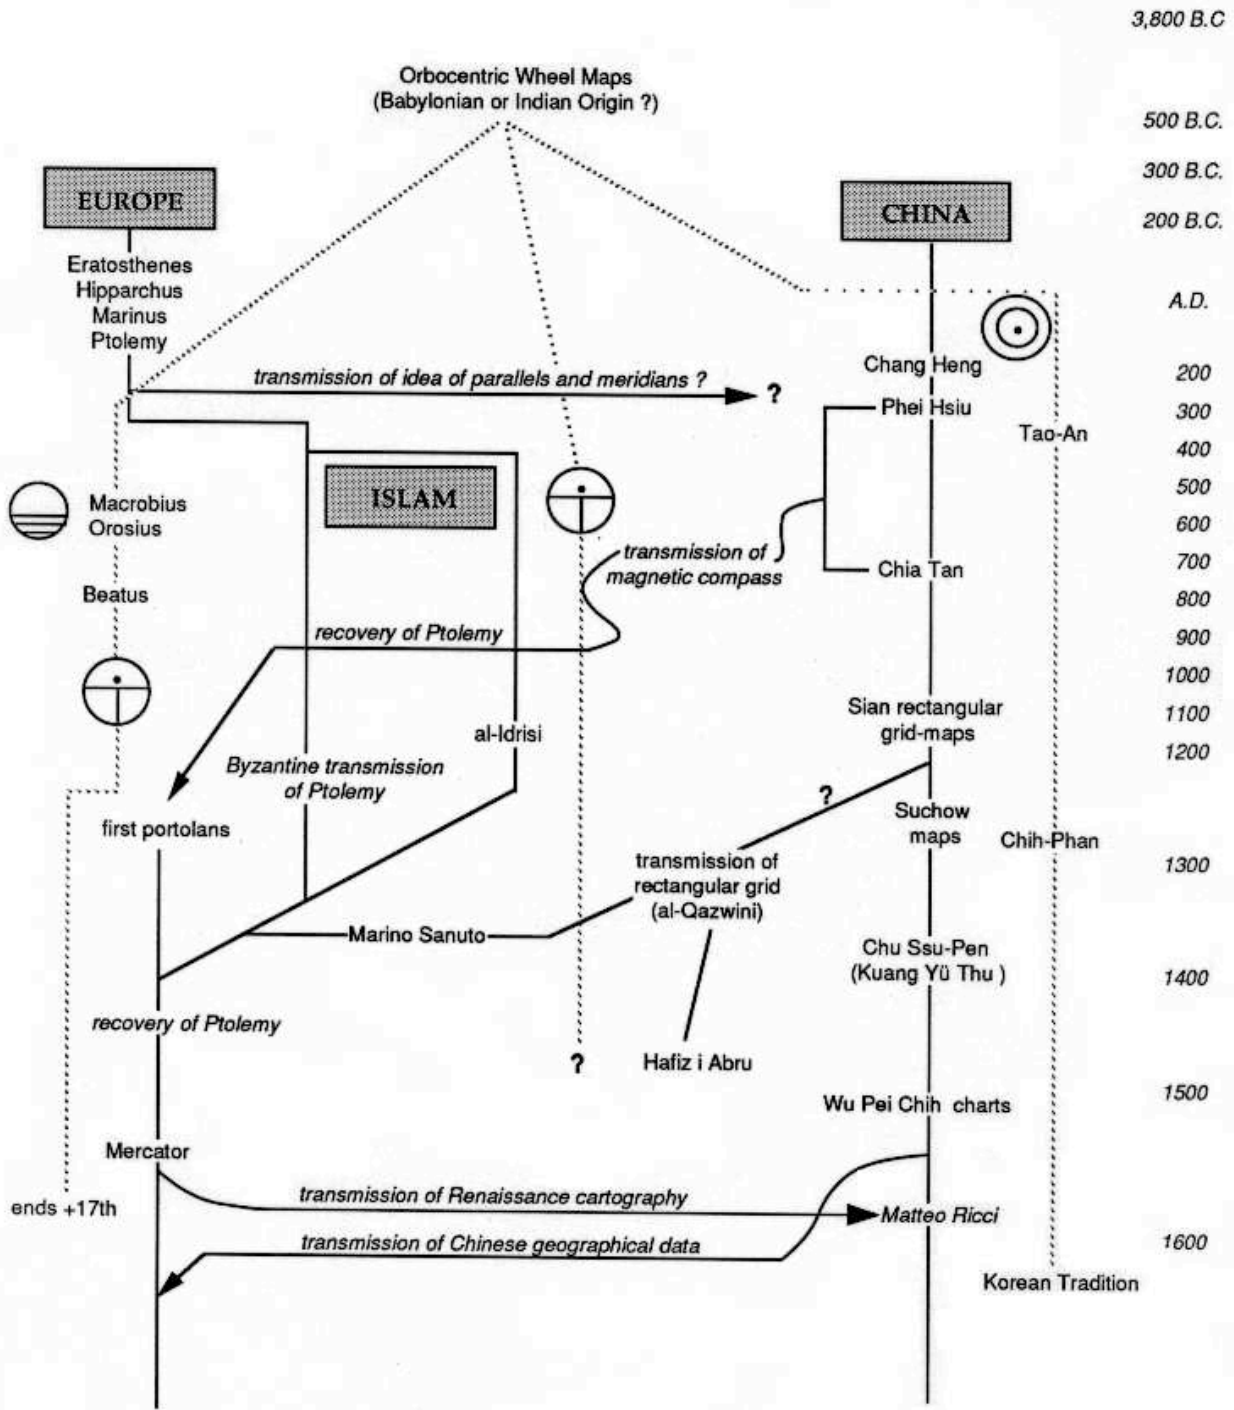 3,800 B.C
Orbocentric Wheel Maps
(Babylonian or Indian Origin ?)
500 B.C.
300 B.C.
200 B.C.
EUROPE
CHINA
Eratosthenes
Hipparchus
Marinus
Ptolemy
A.D.
Chang Heng
transmission of idea of parallels and meridians ?
?
200
Phei Hsiu
300
Tao-An
400
ISLAM
500
Macrobius
Orosius
600
transmission of
magnetic compass
700
Chia Tan
Beatus
800
recovery of Ptolemy
900
1000
Sian rectangular
grid-maps
1100
al-Idrisi
1200
Byzantine transmission
of Ptolemy
?
Suchow
maps
first portolans
Chih-Phan
1300
transmission of
rectangular grid
(al-Qazwini)
Marino Sanuto
Chu Ssu-Pen
(Kuang Yü Thu )
1400
recovery of Ptolemy
?
Hafiz i Abru
1500
Wu Pei Chih charts
Mercator
transmission of Renaissance cartography
ends +17th
Matteo Ricci
transmission of Chinese geographical data
1600
Korean Tradition